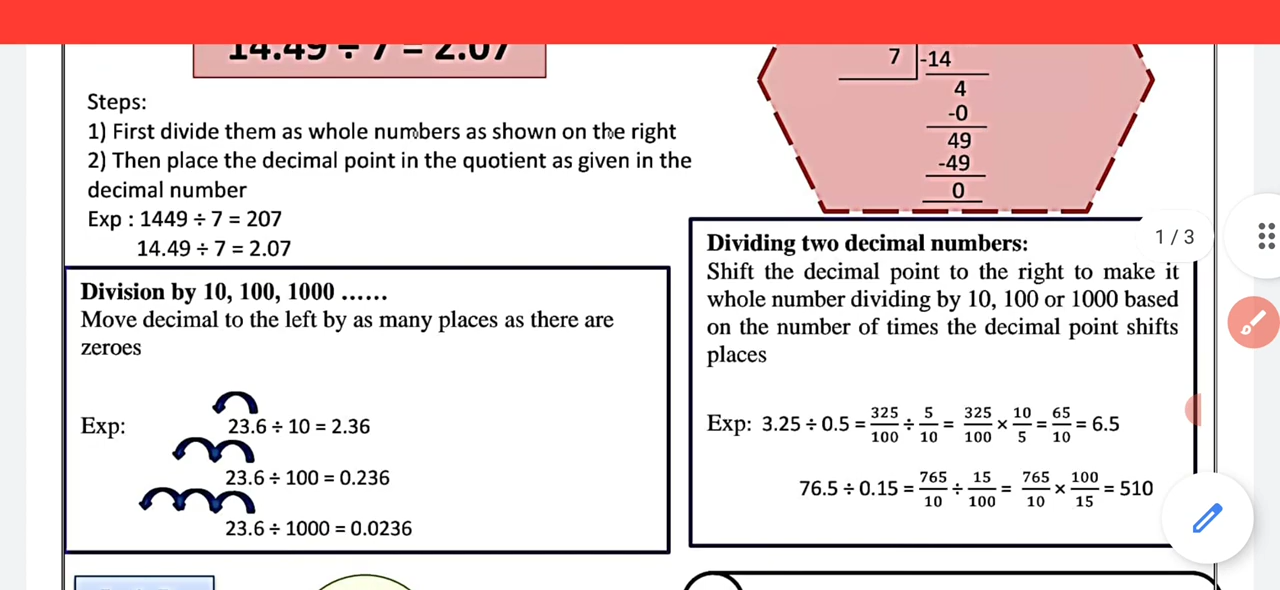 14.49 ÷ 7 = 2.07
7 -14
4
-0
49
-49
0
Steps:
1) First divide them as whole numbers as shown on the right
2) Then place the decimal point in the quotient as given in the
decimal number
Exp : 1449 ÷ 7 = 207
14.49 ÷ 7 = 2.07
1 / 3
Division by 10, 100, 1000 ......
Move decimal to the left by as many places as there are
zeroes
Exp: 23.6 ÷ 10 = 2.36
23.6 ÷ 100 = 0.236
23.6 ÷ 1000 = 0.0236
Dividing two decimal numbers:
Shift the decimal point to the right to make it
whole number dividing by 10, 100 or 1000 based
on the number of times the decimal point shifts
places
Exp: 3.25 ÷ 0.5 = 325/100 ÷ 5/10 = 325/100 × 10/5 = 65/10 = 6.5
76.5 ÷ 0.15 = 765/10 ÷ 15/100 = 765/10 × 100/15 = 510